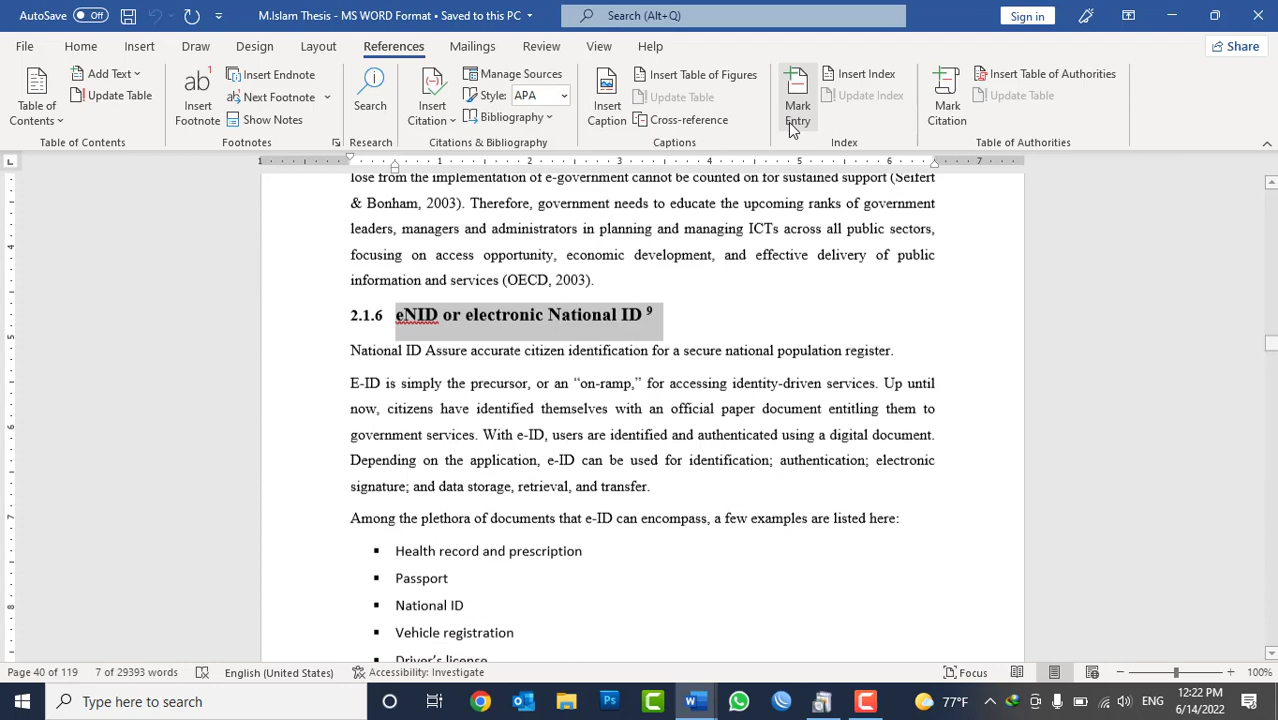 AutoSave Off M.Islam Thesis - MS WORD Format • Saved to this PC Search (Alt+Q) Sign in
File Home Insert Draw Design Layout References Mailings Review View Help Share
Table of Contents
Add Text
Update Table
Table of Contents
ab
Insert Footnote
Insert Endnote
Next Footnote
Show Notes
Footnotes
Search
Research
Insert Citation
Manage Sources
Style: APA
Bibliography
Citations & Bibliography
Insert Caption
Insert Table of Figures
Update Table
Cross-reference
Captions
Mark Entry
Insert Index
Update Index
Index
Mark Citation
Insert Table of Authorities
Update Table
Table of Authorities
1 1 2 3 4 5 6 7
lose from the implementation of e-government cannot be counted on for sustained support (Seifert
& Bonham, 2003). Therefore, government needs to educate the upcoming ranks of government
leaders, managers and administrators in planning and managing ICTs across all public sectors,
focusing on access opportunity, economic development, and effective delivery of public
information and services (OECD, 2003).
2.1.6 eNID or electronic National ID 9
National ID Assure accurate citizen identification for a secure national population register.
E-ID is simply the precursor, or an “on-ramp,” for accessing identity-driven services. Up until
now, citizens have identified themselves with an official paper document entitling them to
government services. With e-ID, users are identified and authenticated using a digital document.
Depending on the application, e-ID can be used for identification; authentication; electronic
signature; and data storage, retrieval, and transfer.
Among the plethora of documents that e-ID can encompass, a few examples are listed here:
▪ Health record and prescription
▪ Passport
▪ National ID
▪ Vehicle registration
Driver’s license
4
5
6
7
8
Page 40 of 119 7 of 29393 words English (United States) Accessibility: Investigate Focus 100%
Type here to search 77°F ENG 12:22 PM
6/14/2022